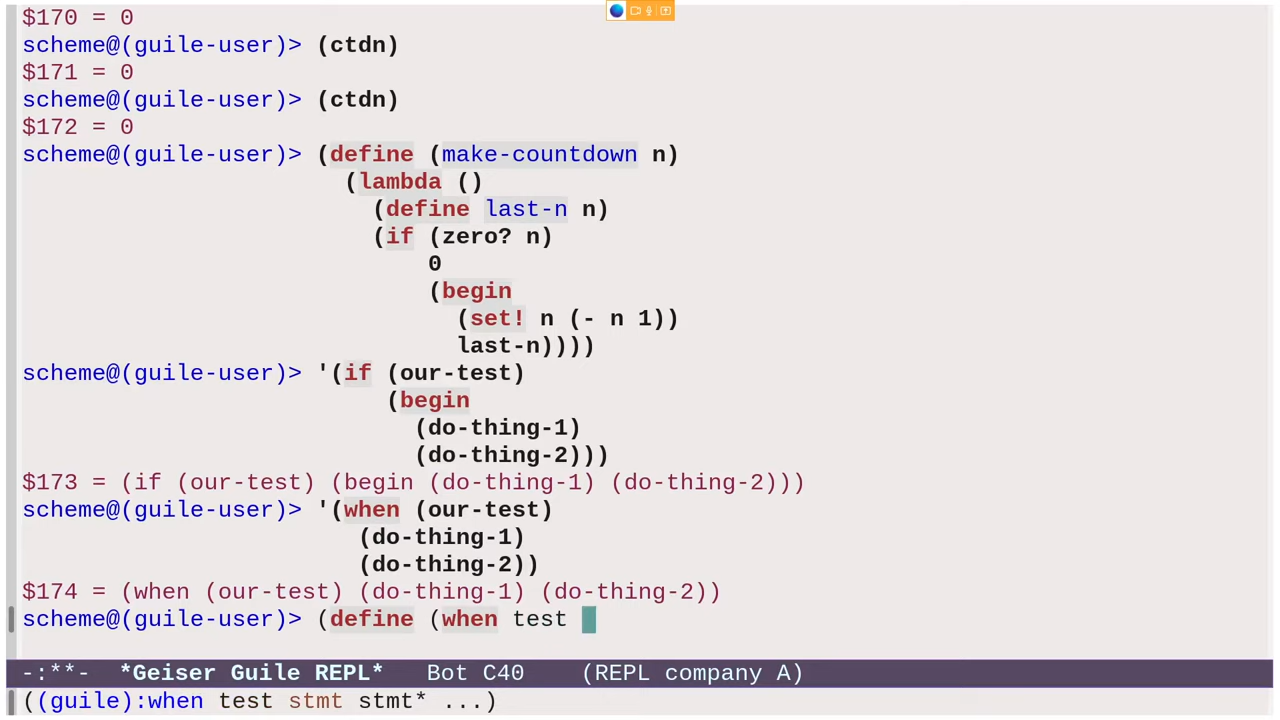 $170 = 0
scheme@(guile-user)> (ctdn)
$171 = 0
scheme@(guile-user)> (ctdn)
$172 = 0
scheme@(guile-user)> (define (make-countdown n)
(lambda ()
(define last-n n)
(if (zero? n)
0
(begin
(set! n (- n 1))
last-n))))
scheme@(guile-user)> '(if (our-test)
(begin
(do-thing-1)
(do-thing-2)))
$173 = (if (our-test) (begin (do-thing-1) (do-thing-2)))
scheme@(guile-user)> '(when (our-test)
(do-thing-1)
(do-thing-2))
$174 = (when (our-test) (do-thing-1) (do-thing-2))
scheme@(guile-user)> (define (when test
-:**- *Geiser Guile REPL* Bot C40 (REPL company A)
((guile):when test stmt stmt* ...)